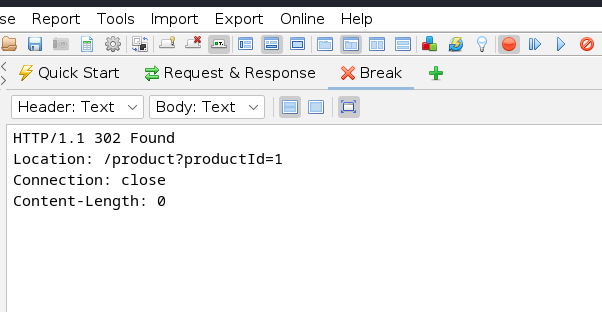 se Report Tools Import Export Online Help
Quick Start Request & Response Break
Header: Text Body: Text
HTTP/1.1 302 Found
Location: /product?productId=1
Connection: close
Content-Length: 0